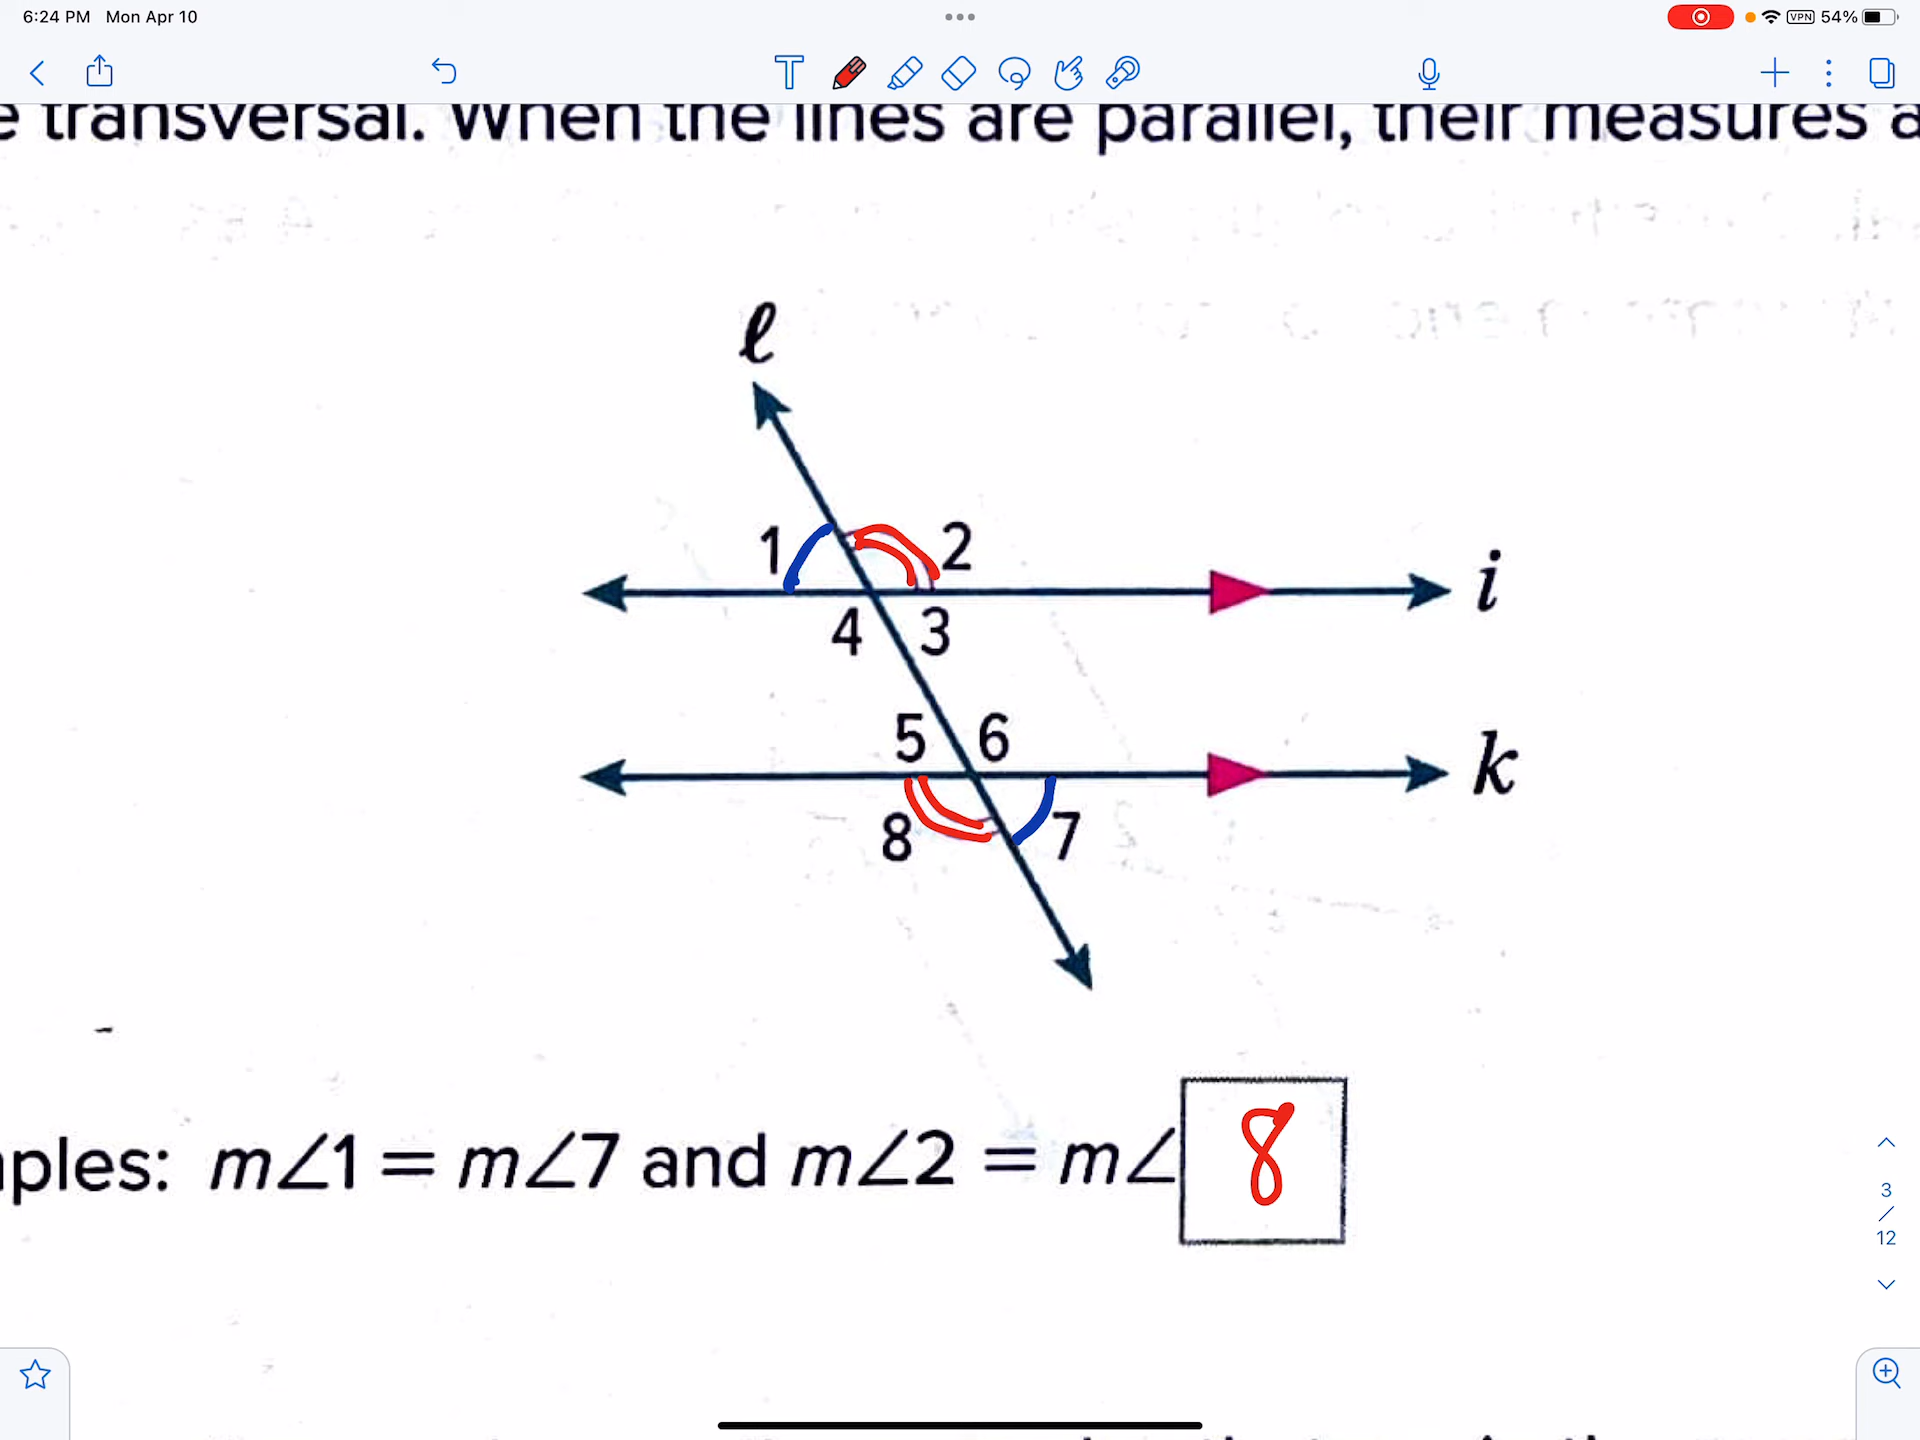 6:24 PM Mon Apr 10
VPN 54%
transversal. When the lines are parallel, their measures
ℓ
1 2
i
4 3
5 6
k
8 7
m∠1 = m∠7 and m∠2 = m∠ 8
3
/
12